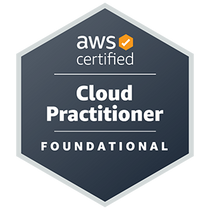 aws
certified
Cloud
Practitioner
FOUNDATIONAL